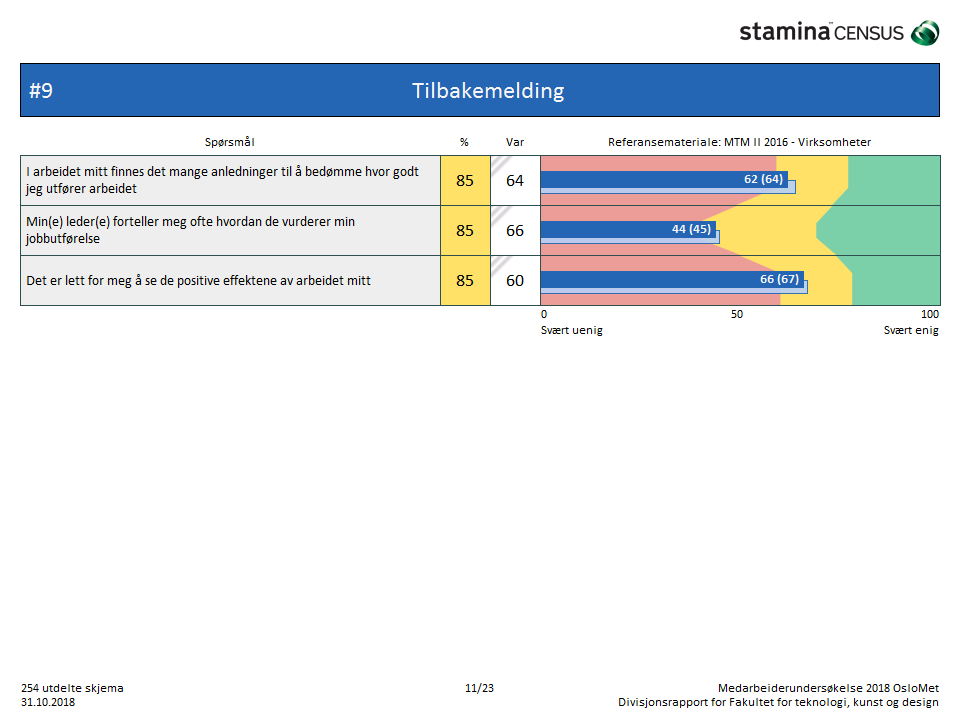 stamina™ CENSUS
#9 Tilbakemelding
Spørsmål % Var Referansemateriale: MTM II 2016 - Virksomheter
I arbeidet mitt finnes det mange anledninger til å bedømme hvor godt
jeg utfører arbeidet
85 64 62 (64)
Min(e) leder(e) forteller meg ofte hvordan de vurderer min
jobbutførelse
85 66 44 (45)
Det er lett for meg å se de positive effektene av arbeidet mitt 85 60 66 (67)
0 50 100
Svært uenig Svært enig
254 utdelte skjema 11/23 Medarbeiderundersøkelse 2018 OsloMet
31.10.2018 Divisjonsrapport for Fakultet for teknologi, kunst og design